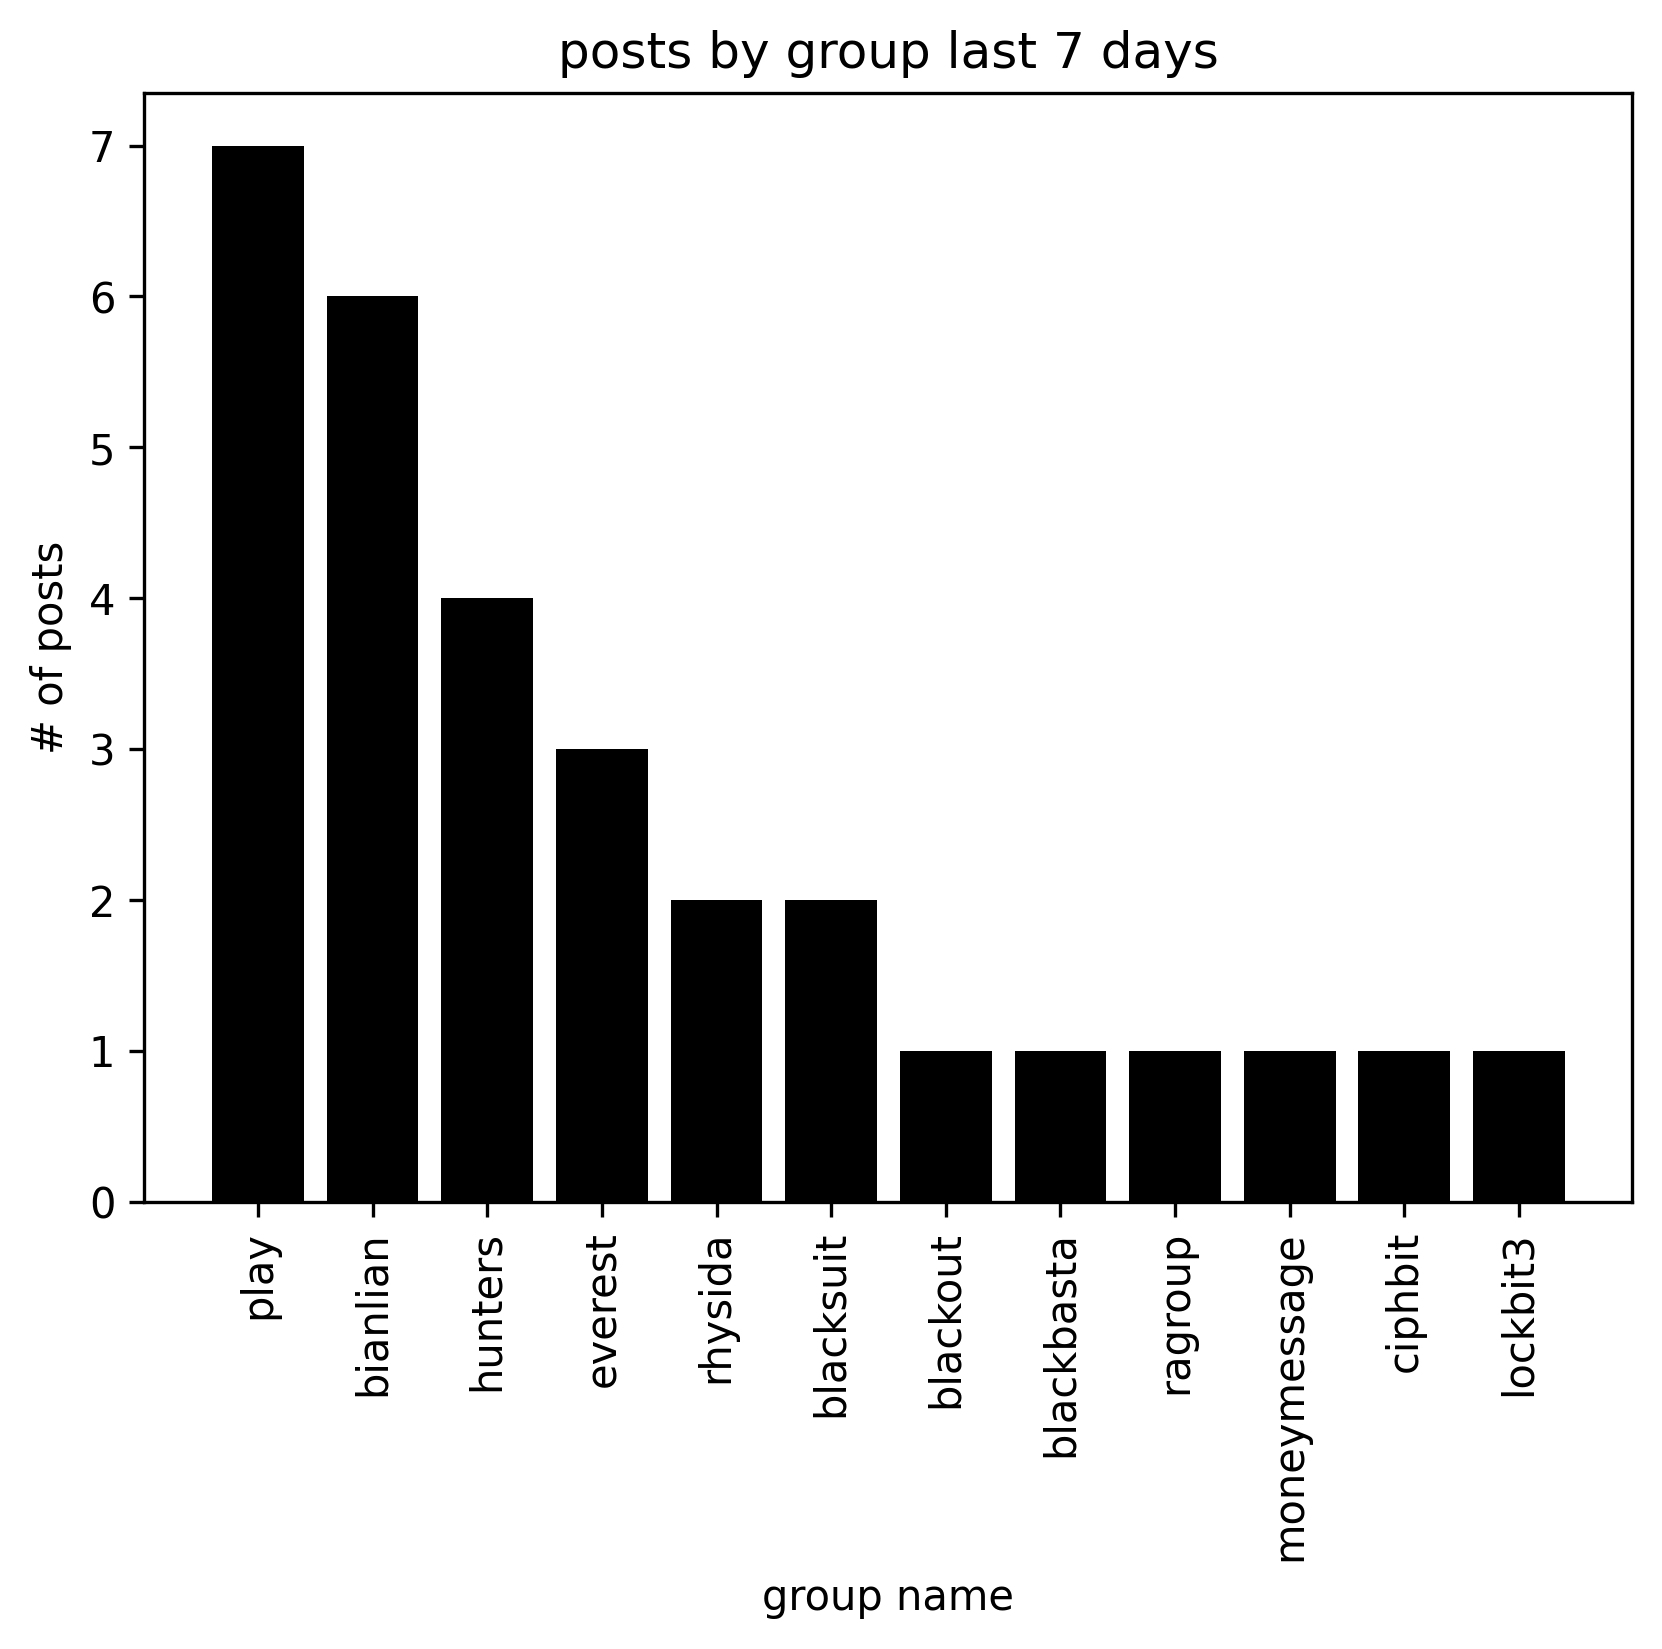 posts by group last 7 days
# of posts
7
6
5
4
3
2
1
0
play
bianlian
hunters
everest
rhysida
blacksuit
blackout
blackbasta
ragroup
moneymessage
ciphbit
lockbit3
group name